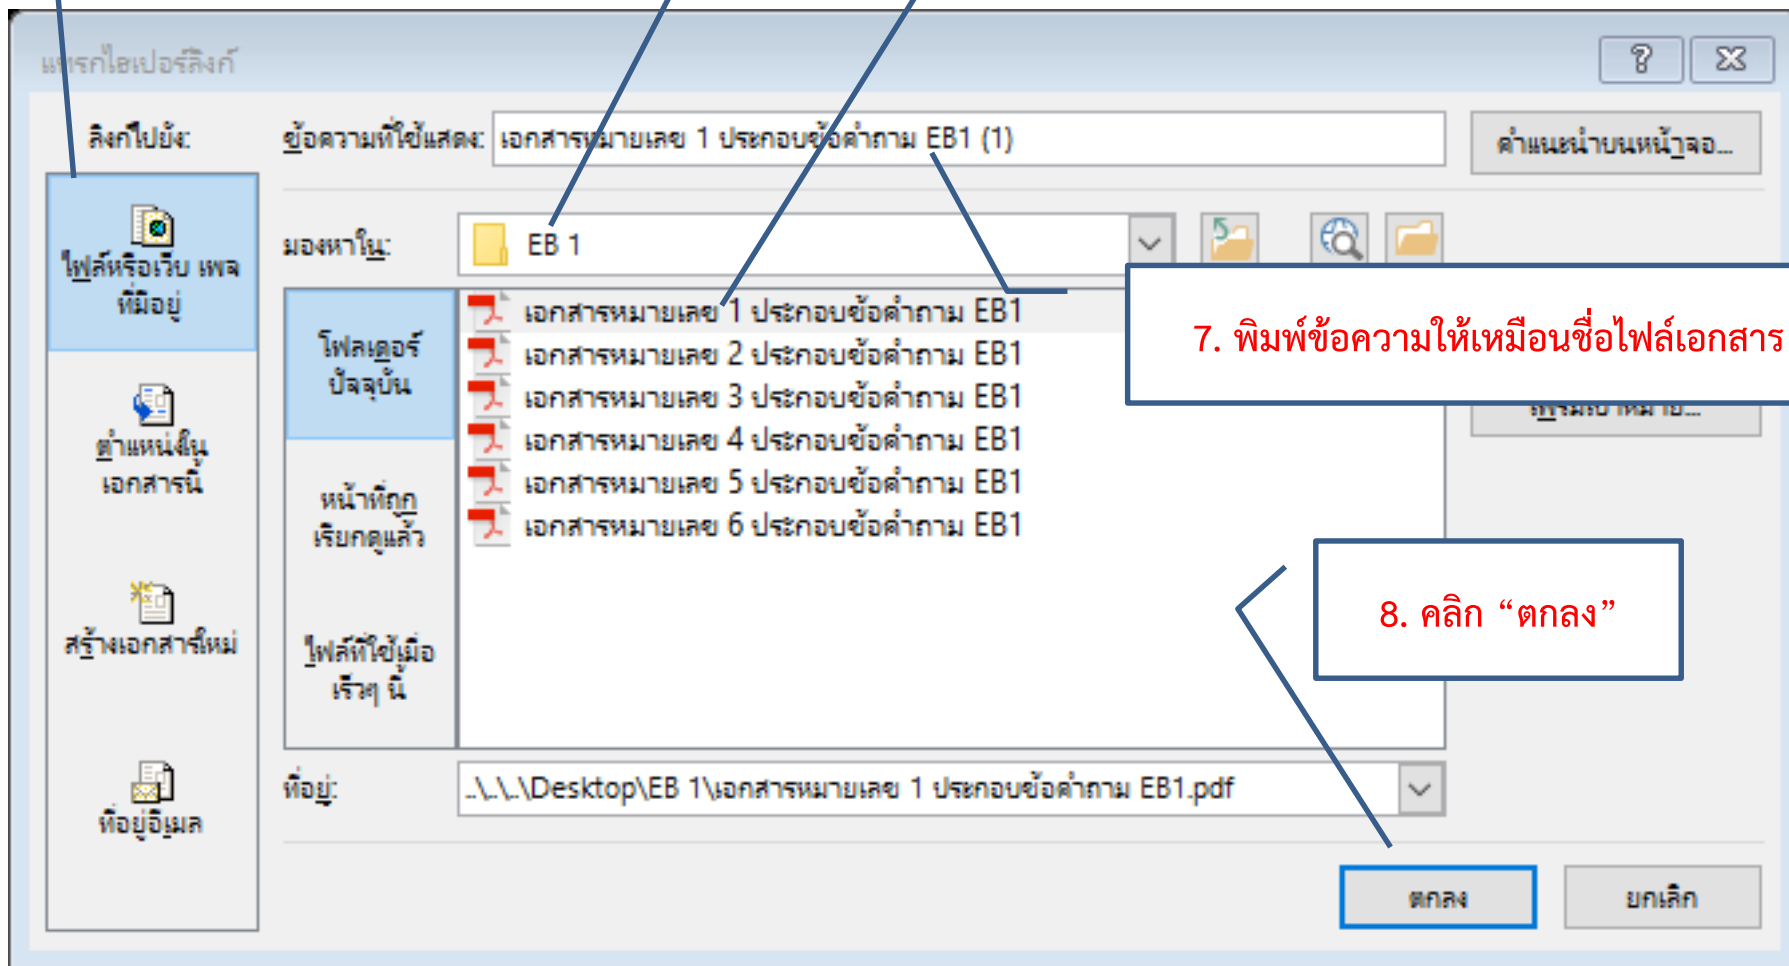 แทรกไฮเปอร์ลิงก์
ลิงก์ไปยัง:
ข้อความที่ใช้แสดง: เอกสารหมายเลข 1 ประกอบข้อคำถาม EB1 (1)
คำแนะนำบนหน้าจอ...
ไฟล์หรือเว็บ เพจ
ที่มีอยู่
มองหาใน: EB 1
โฟลเดอร์
ปัจจุบัน
เอกสารหมายเลข 1 ประกอบข้อคำถาม EB1
เอกสารหมายเลข 2 ประกอบข้อคำถาม EB1
เอกสารหมายเลข 3 ประกอบข้อคำถาม EB1
เอกสารหมายเลข 4 ประกอบข้อคำถาม EB1
เอกสารหมายเลข 5 ประกอบข้อคำถาม EB1
เอกสารหมายเลข 6 ประกอบข้อคำถาม EB1
7. พิมพ์ข้อความให้เหมือนชื่อไฟล์เอกสาร
ตำแหน่งใน
เอกสารนี้
หน้าที่ถูก
เรียกดูแล้ว
8. คลิก “ตกลง”
สร้างเอกสารใหม่
ไฟล์ที่ใช้เมื่อ
เร็วๆ นี้
ที่อยู่อีเมล
ที่อยู่: ..\..\..\Desktop\EB 1\เอกสารหมายเลข 1 ประกอบข้อคำถาม EB1.pdf
ตกลง
ยกเลิก